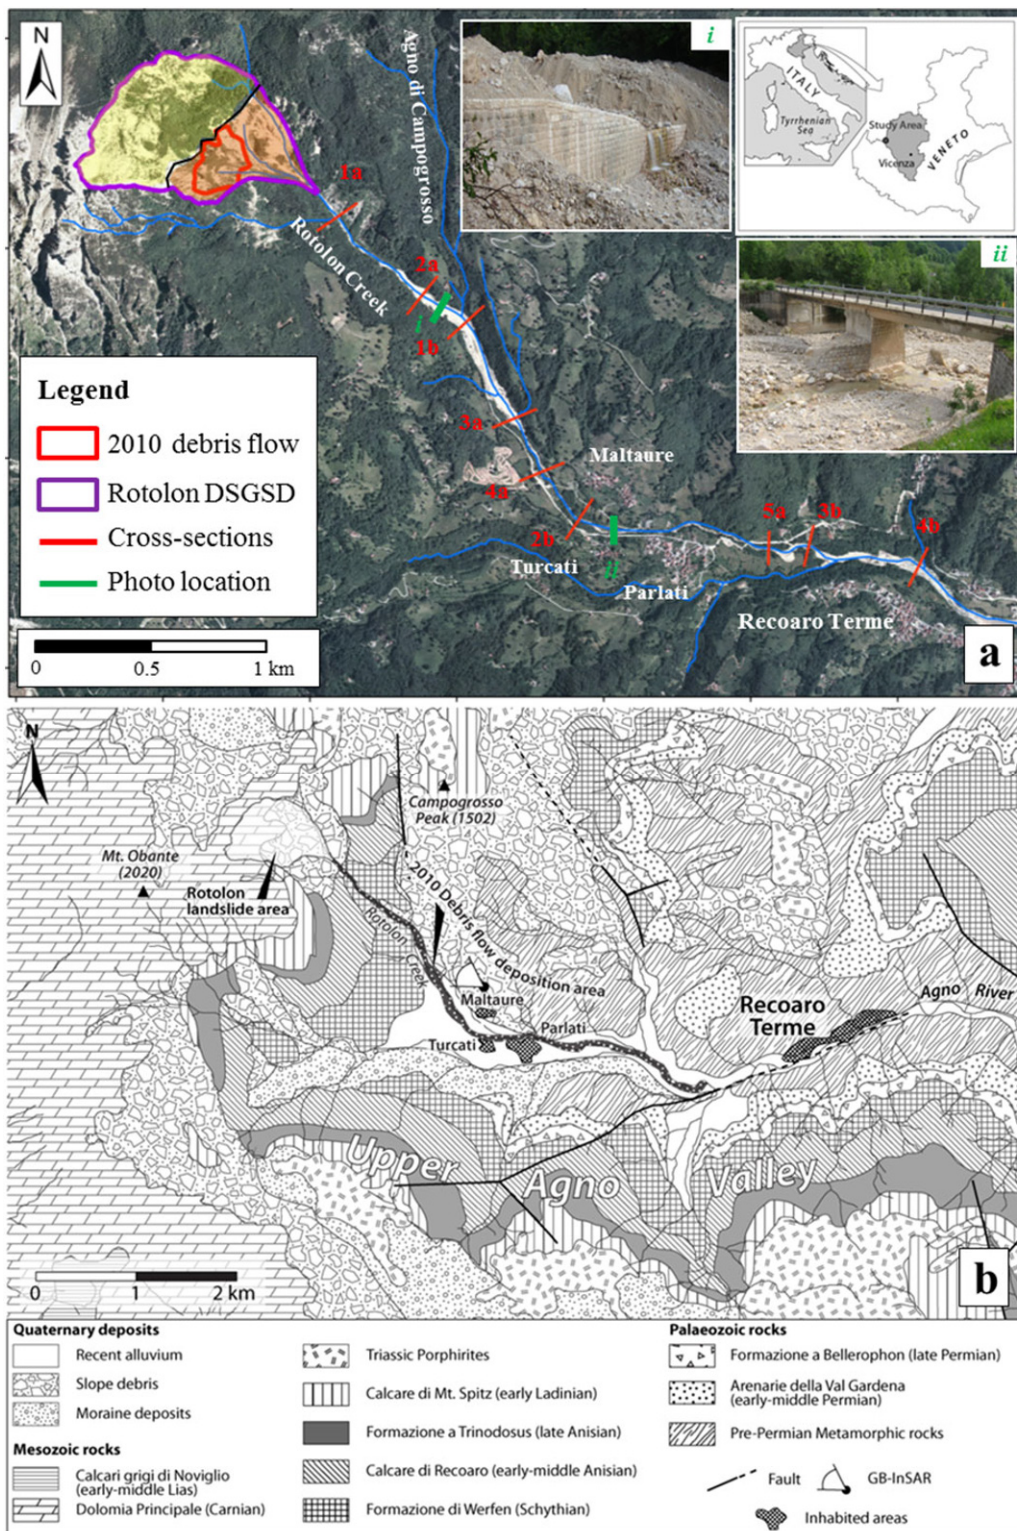 N
i
ITALY
Tyrrhenian
Sea
Study Area
Vicenza
VENETO
Agno di Campogrosso
1a
Rotolon Creek
2a
i
1b
ii
3a
Maltaure
4a
2b
ii
5a
3b
4b
Turcati
Parlati
Recoaro Terme
Legend
2010 debris flow
Rotolon DSGSD
Cross-sections
Photo location
0 0.5 1 km
a
N
Campogrosso
Peak (1502)
Mt. Obante
(2020)
Rotolon
landslide area
Rotolon Creek
2010 Debris flow deposition area
Maltaure
Parlati
Turcati
Recoaro
Terme
Agno River
Upper Agno Valley
0 1 2 km
b
Quaternary deposits
Recent alluvium
Slope debris
Moraine deposits
Mesozoic rocks
Calcari grigi di Noviglio
(early-middle Lias)
Dolomia Principale (Carnian)
Triassic Porphirites
Calcare di Mt. Spitz (early Ladinian)
Formazione a Trinodosus (late Anisian)
Calcare di Recoaro (early-middle Anisian)
Formazione di Werfen (Schythian)
Palaeozoic rocks
Formazione a Bellerophon (late Permian)
Arenarie della Val Gardena
(early-middle Permian)
Pre-Permian Metamorphic rocks
Fault
GB-InSAR
Inhabited areas